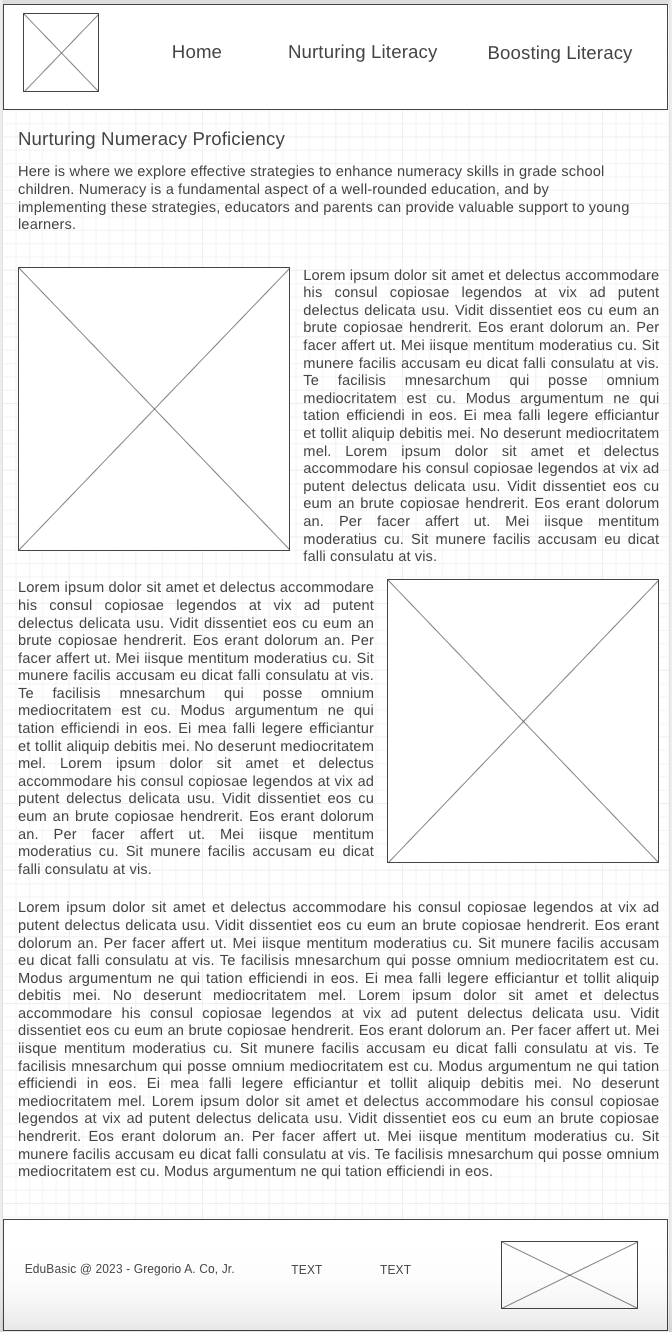 Home Nurturing Literacy Boosting Literacy
Nurturing Numeracy Proficiency
Here is where we explore effective strategies to enhance numeracy skills in grade school
children. Numeracy is a fundamental aspect of a well-rounded education, and by
implementing these strategies, educators and parents can provide valuable support to young
learners.
Lorem ipsum dolor sit amet et delectus accommodare
his consul copiosae legendos at vix ad putent
delectus delicata usu. Vidit dissentiet eos cu eum an
brute copiosae hendrerit. Eos erant dolorum an. Per
facer affert ut. Mei iisque mentitum moderatius cu. Sit
munere facilis accusam eu dicat falli consulatu at vis.
Te facilisis mnesarchum qui posse omnium
mediocritatem est cu. Modus argumentum ne qui
tation efficiendi in eos. Ei mea falli legere efficiantur
et tollit aliquip debitis mei. No deserunt mediocritatem
mel. Lorem ipsum dolor sit amet et delectus
accommodare his consul copiosae legendos at vix ad
putent delectus delicata usu. Vidit dissentiet eos cu
eum an brute copiosae hendrerit. Eos erant dolorum
an. Per facer affert ut. Mei iisque mentitum
moderatius cu. Sit munere facilis accusam eu dicat
falli consulatu at vis.
Lorem ipsum dolor sit amet et delectus accommodare
his consul copiosae legendos at vix ad putent
delectus delicata usu. Vidit dissentiet eos cu eum an
brute copiosae hendrerit. Eos erant dolorum an. Per
facer affert ut. Mei iisque mentitum moderatius cu. Sit
munere facilis accusam eu dicat falli consulatu at vis.
Te facilisis mnesarchum qui posse omnium
mediocritatem est cu. Modus argumentum ne qui
tation efficiendi in eos. Ei mea falli legere efficiantur
et tollit aliquip debitis mei. No deserunt mediocritatem
mel. Lorem ipsum dolor sit amet et delectus
accommodare his consul copiosae legendos at vix ad
putent delectus delicata usu. Vidit dissentiet eos cu
eum an brute copiosae hendrerit. Eos erant dolorum
an. Per facer affert ut. Mei iisque mentitum
moderatius cu. Sit munere facilis accusam eu dicat
falli consulatu at vis.
Lorem ipsum dolor sit amet et delectus accommodare his consul copiosae legendos at vix ad
putent delectus delicata usu. Vidit dissentiet eos cu eum an brute copiosae hendrerit. Eos erant
dolorum an. Per facer affert ut. Mei iisque mentitum moderatius cu. Sit munere facilis accusam
eu dicat falli consulatu at vis. Te facilisis mnesarchum qui posse omnium mediocritatem est cu.
Modus argumentum ne qui tation efficiendi in eos. Ei mea falli legere efficiantur et tollit aliquip
debitis mei. No deserunt mediocritatem mel. Lorem ipsum dolor sit amet et delectus
accommodare his consul copiosae legendos at vix ad putent delectus delicata usu. Vidit
dissentiet eos cu eum an brute copiosae hendrerit. Eos erant dolorum an. Per facer affert ut. Mei
iisque mentitum moderatius cu. Sit munere facilis accusam eu dicat falli consulatu at vis. Te
facilisis mnesarchum qui posse omnium mediocritatem est cu. Modus argumentum ne qui tation
efficiendi in eos. Ei mea falli legere efficiantur et tollit aliquip debitis mei. No deserunt
mediocritatem mel. Lorem ipsum dolor sit amet et delectus accommodare his consul copiosae
legendos at vix ad putent delectus delicata usu. Vidit dissentiet eos cu eum an brute copiosae
hendrerit. Eos erant dolorum an. Per facer affert ut. Mei iisque mentitum moderatius cu. Sit
munere facilis accusam eu dicat falli consulatu at vis. Te facilisis mnesarchum qui posse omnium
mediocritatem est cu. Modus argumentum ne qui tation efficiendi in eos.
EduBasic @ 2023 - Gregorio A. Co, Jr. TEXT TEXT